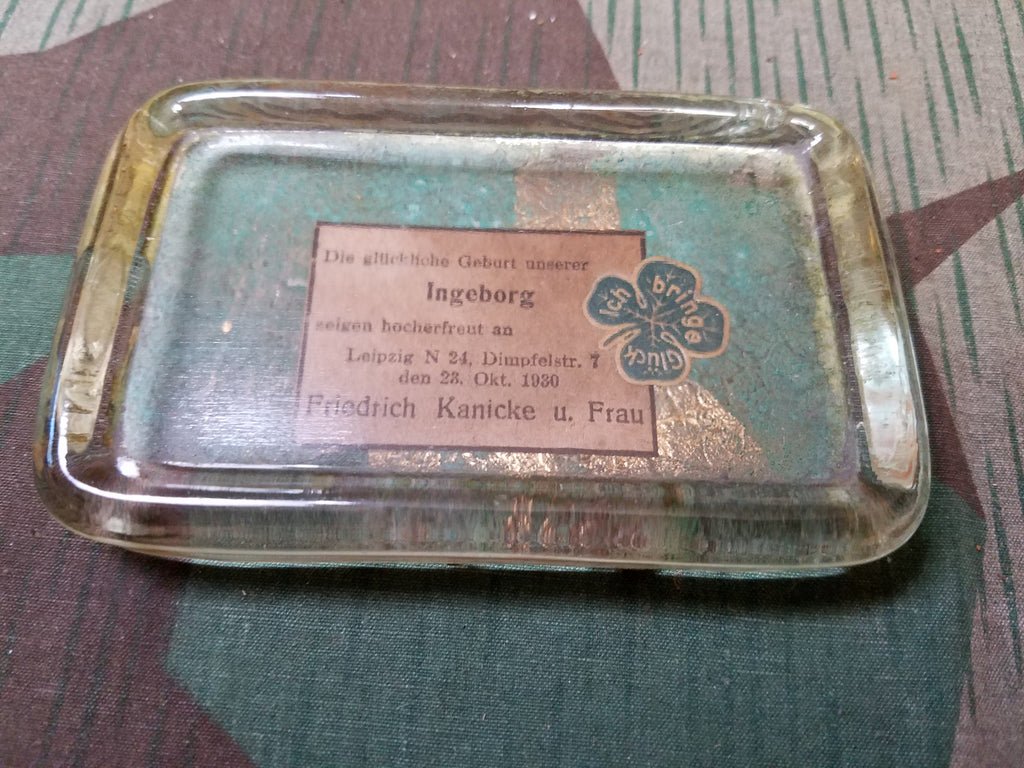 Die glückliche Geburt unserer
Ingeborg
zeigen hocherfreut an
Leipzig N 24, Dimpfelstr. 7
den 23. Okt. 1930
Friedrich Kanicke u. Frau
Ich bringe Glück